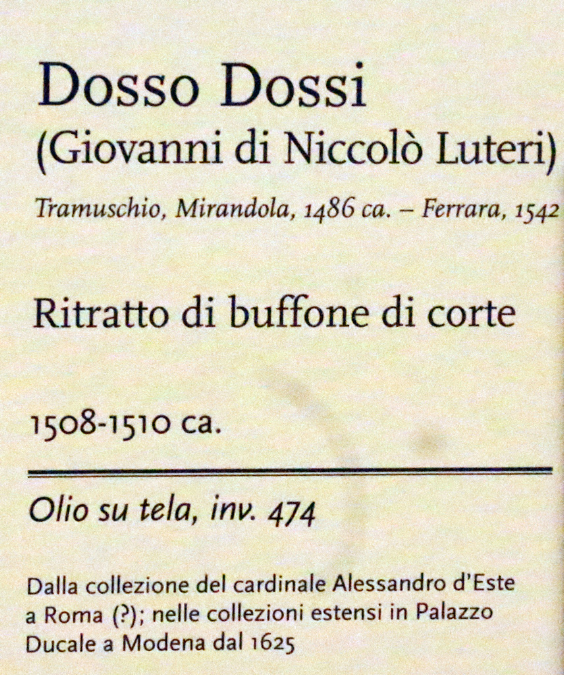 Dosso Dossi
(Giovanni di Niccolò Luteri)
Tramuschio, Mirandola, 1486 ca. – Ferrara, 1542
Ritratto di buffone di corte
1508-1510 ca.
Olio su tela, inv. 474
Dalla collezione del cardinale Alessandro d'Este
a Roma (?); nelle collezioni estensi in Palazzo
Ducale a Modena dal 1625